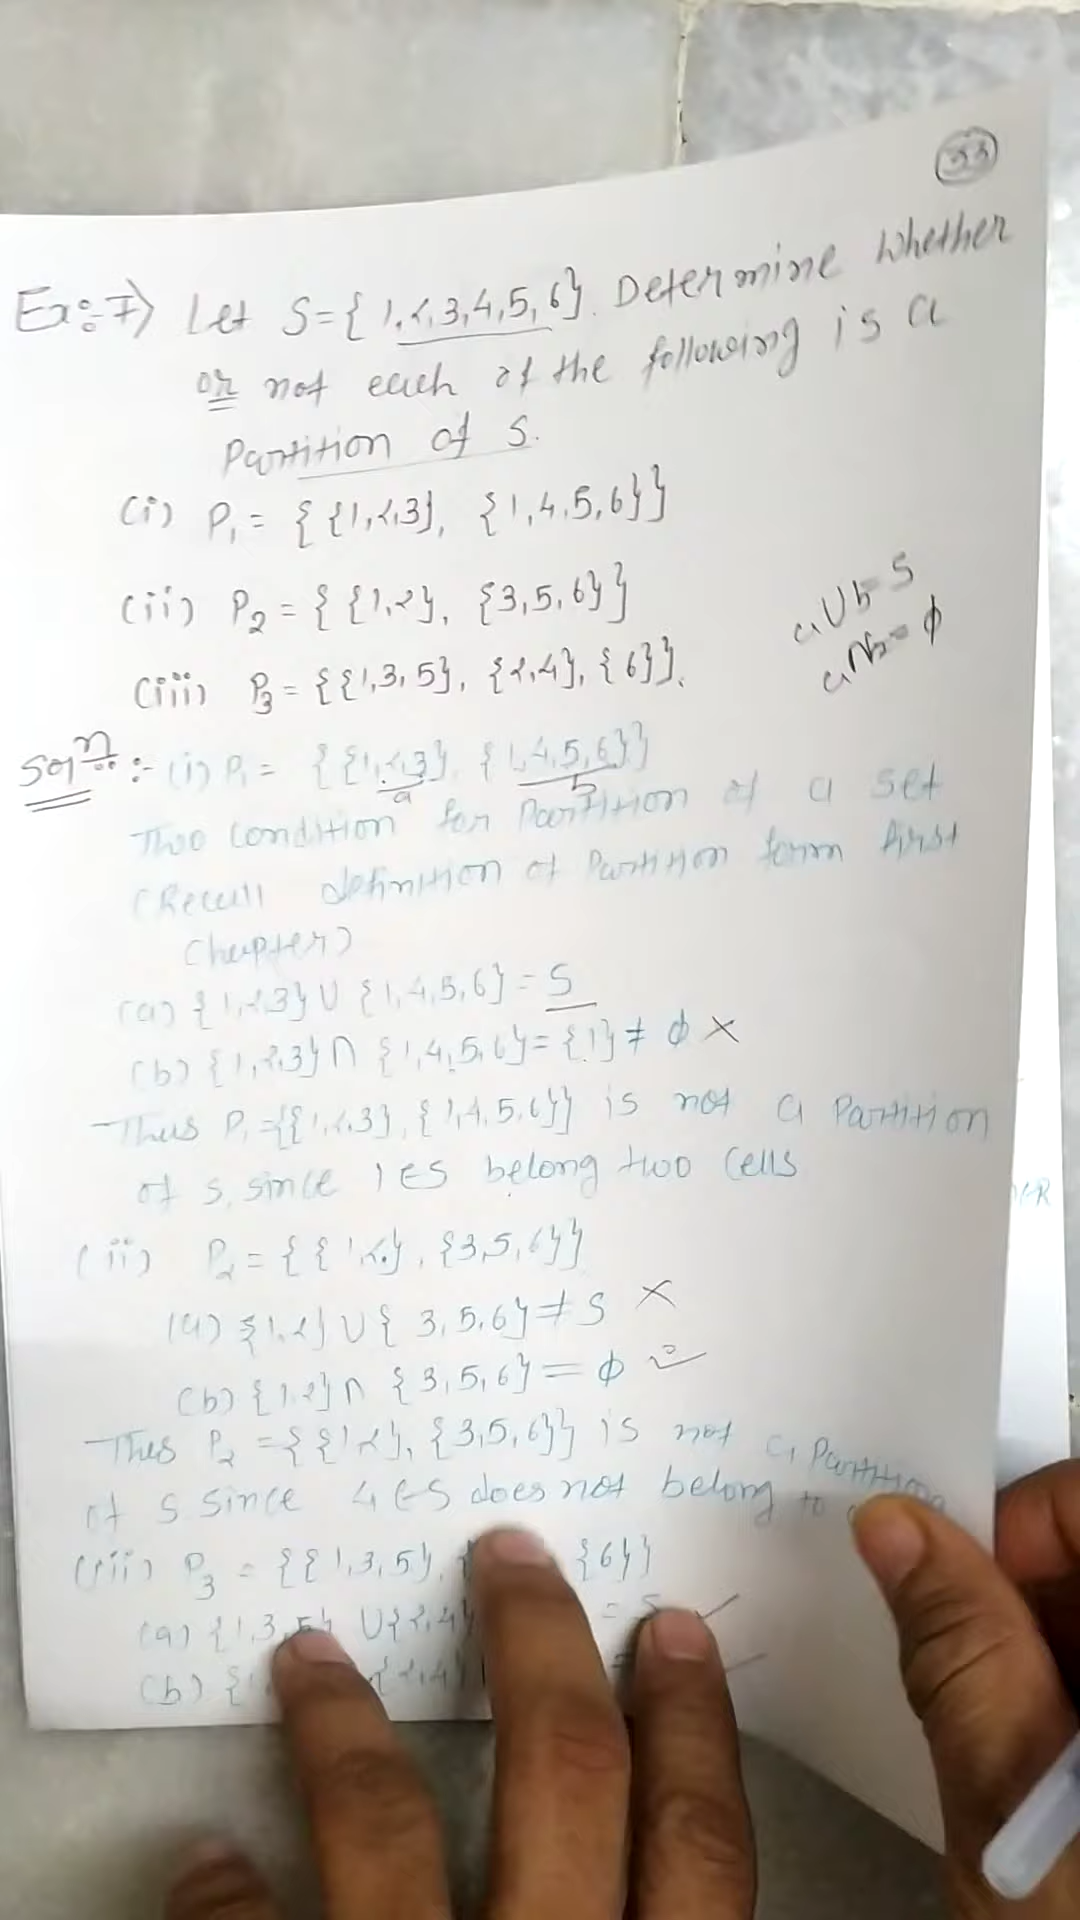 33
Ex:-7) Let S={1,2,3,4,5,6}. Determine whether
or not each of the following is a
Partition of S.
(i) P₁ = {{1,2,3}, {1,4,5,6}}
(ii) P₂ = {{1,2}, {3,5,6}}
a∪b=S
a∩b=ϕ
(iii) P₃ = {{1,3,5}, {2,4}, {6}}.
Solⁿ:- (i) P₁ = {{1,2,3}, {1,4,5,6}}
a b
Two condition for Partition of a set
(Recall definition of Partition form first
Chapter)
(a) {1,2,3} ∪ {1,4,5,6} = S
(b) {1,2,3} ∩ {1,4,5,6} = {1} ≠ ϕ ×
Thus P₁={{1,2,3}, {1,4,5,6}} is not a Partition
of S, since 1∈S belong two cells
(ii) P₂ = {{1,2}, {3,5,6}}
(a) {1,2} ∪ {3,5,6} ≠ S ×
(b) {1,2} ∩ {3,5,6} = ϕ
Thus P₂ = {{1,2}, {3,5,6}} is not a Partition
of S since 4∈S does not belong to
(iii) P₃ = {{1,3,5}, {6}}
(a) {1,3,5} ∪ {2,4} = S ✓
(b) {1 {2,4}